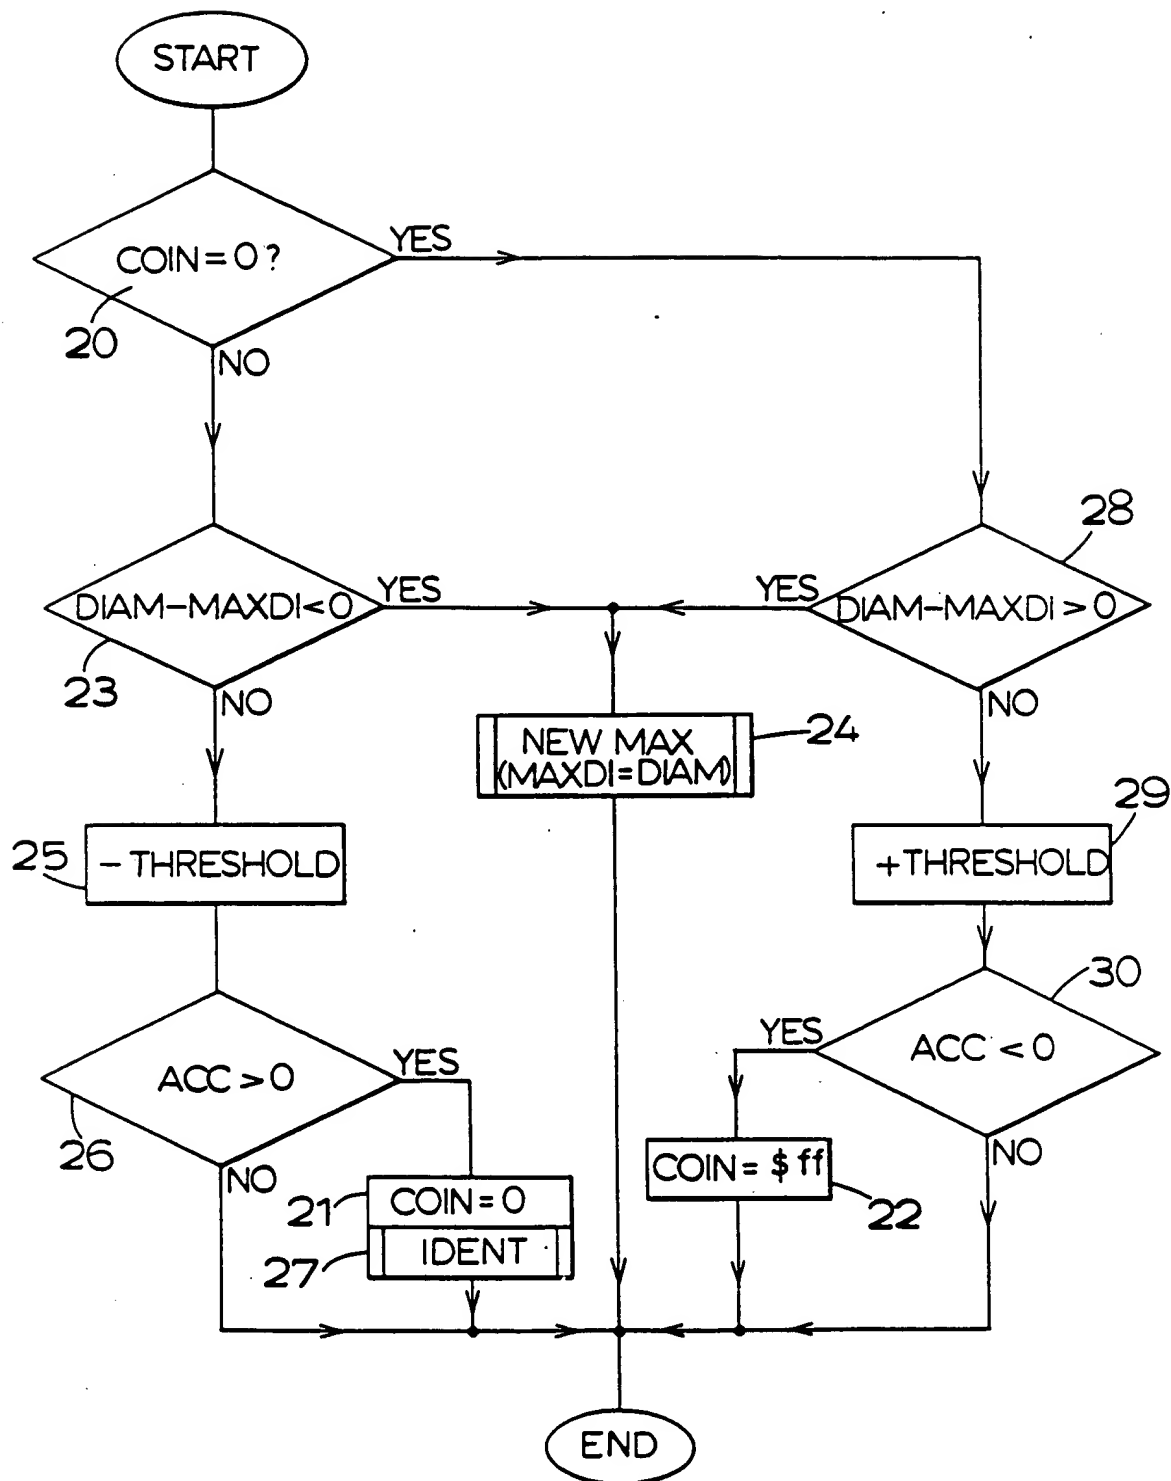 START
COIN=0?
YES
20
NO
28
DIAM-MAXDI<0
YES
YES
DIAM-MAXDI>0
23
NO
NO
NEW MAX
(MAXDI=DIAM)
24
29
25
-THRESHOLD
+THRESHOLD
30
YES
ACC<0
ACC>0
YES
26
NO
NO
COIN=$ff
22
21
COIN=0
27
IDENT
END